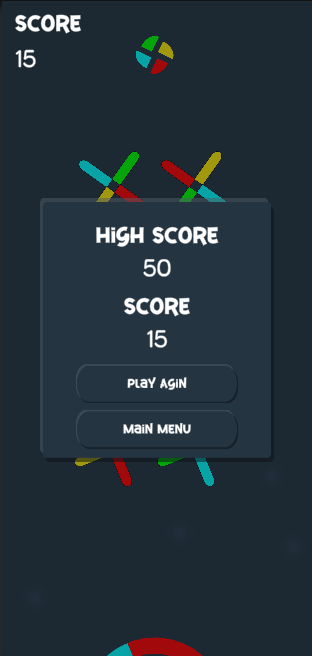 SCORE
15
HiGH SCORE
50
SCORE
15
PLAY AGiN
MAiN MENU